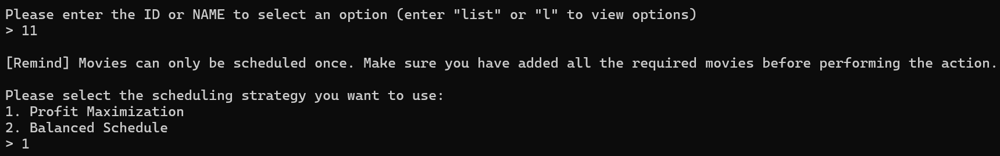 Please enter the ID or NAME to select an option (enter "list" or "l" to view options)
> 11
[Remind] Movies can only be scheduled once. Make sure you have added all the required movies before performing the action.
Please select the scheduling strategy you want to use:
1. Profit Maximization
2. Balanced Schedule
> 1